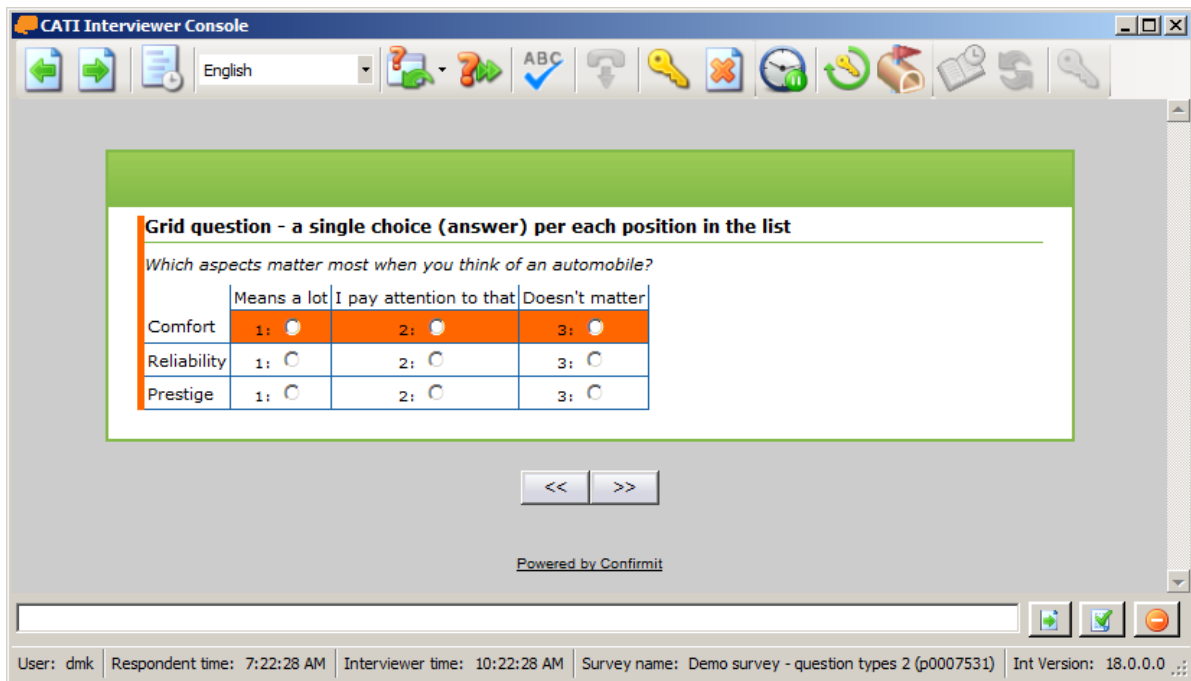 CATI Interviewer Console
English
ABC
Grid question - a single choice (answer) per each position in the list
Which aspects matter most when you think of an automobile?
Means a lot I pay attention to that Doesn't matter
Comfort 1: 2: 3:
Reliability 1: 2: 3:
Prestige 1: 2: 3:
<< >>
Powered by Confirmit
User: dmk Respondent time: 7:22:28 AM Interviewer time: 10:22:28 AM Survey name: Demo survey - question types 2 (p0007531) Int Version: 18.0.0.0